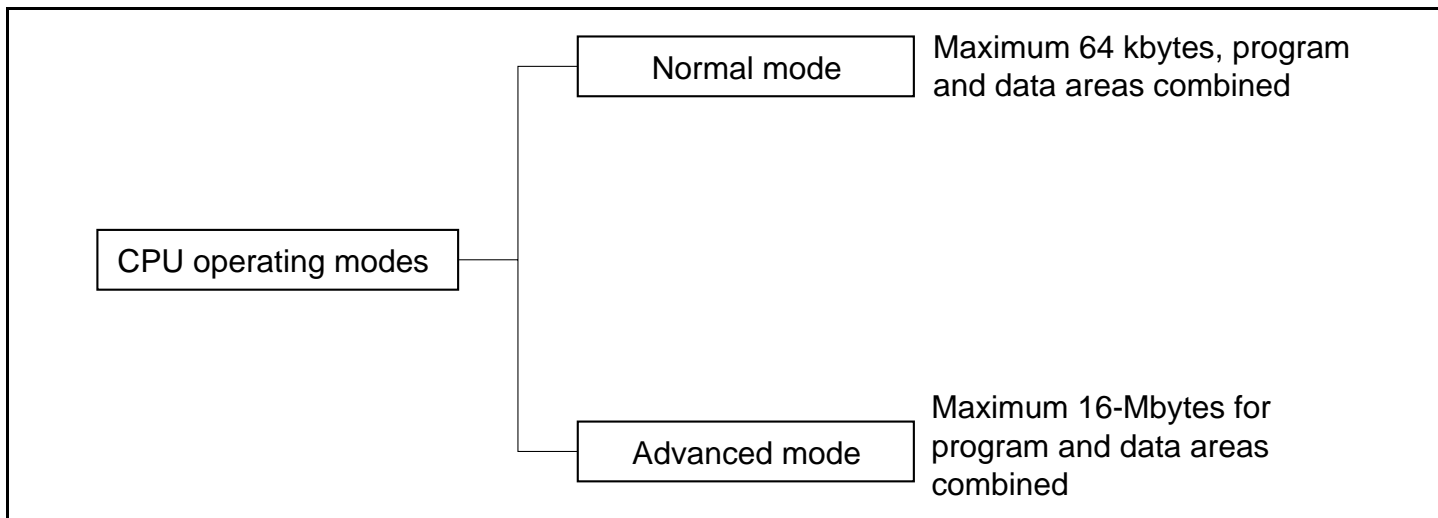 Normal mode
Maximum 64 kbytes, program
and data areas combined
CPU operating modes
Advanced mode
Maximum 16-Mbytes for
program and data areas
combined